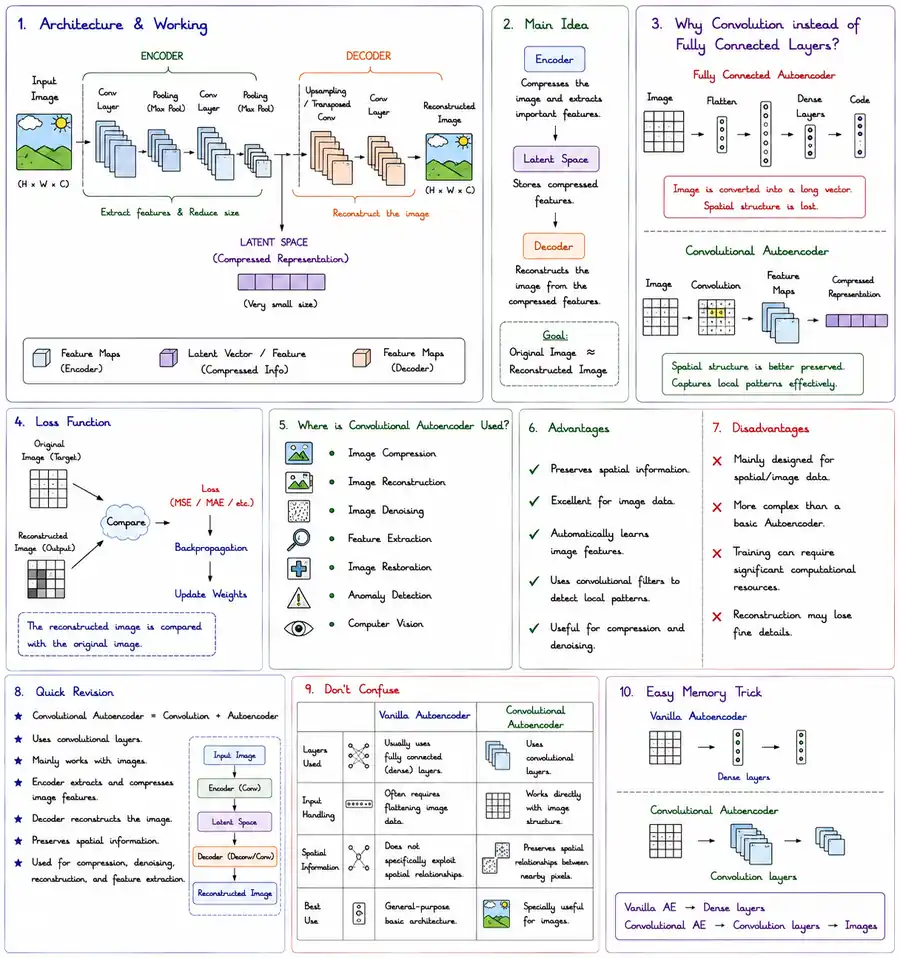 1. Architecture & Working
ENCODER
DECODER
Input
Image
Conv
Layer
Pooling
(Max Pool)
Conv
Layer
Pooling
(Max Pool)
Upsampling
/ Transposed
Conv
Conv
Layer
Reconstructed
Image
(H × W × C)
(H × W × C)
Extract features & Reduce size
Reconstruct the image
LATENT SPACE
(Compressed Representation)
(Very small size)
Feature Maps
(Encoder)
Latent Vector / Feature
(Compressed Info)
Feature Maps
(Decoder)
2. Main Idea
Encoder
Compresses the
image and extracts
important features.
Latent Space
Stores compressed
features.
Decoder
Reconstructs the
image from the
compressed features.
Goal:
Original Image ≈
Reconstructed Image
3. Why Convolution instead of
Fully Connected Layers?
Fully Connected Autoencoder
Image
Flatten
Dense
Layers
Code
Image is converted into a long vector.
Spatial structure is lost.
Convolutional Autoencoder
Image
Convolution
Feature
Maps
Compressed
Representation
Spatial structure is better preserved.
Captures local patterns effectively.
4. Loss Function
Original
Image (Target)
Reconstructed
Image (Output)
Compare
Loss
(MSE / MAE / etc.)
Backpropagation
Update Weights
The reconstructed image is compared
with the original image.
5. Where is Convolutional Autoencoder Used?
• Image Compression
• Image Reconstruction
• Image Denoising
• Feature Extraction
• Image Restoration
• Anomaly Detection
• Computer Vision
6. Advantages
✓ Preserves spatial information.
✓ Excellent for image data.
✓ Automatically learns
image features.
✓ Uses convolutional filters to
detect local patterns.
✓ Useful for compression and
denoising.
7. Disadvantages
✗ Mainly designed for
spatial/image data.
✗ More complex than a
basic Autoencoder.
✗ Training can require
significant computational
resources.
✗ Reconstruction may lose
fine details.
8. Quick Revision
★ Convolutional Autoencoder = Convolution + Autoencoder
★ Uses convolutional layers.
★ Mainly works with images.
★ Encoder extracts and compresses
image features.
★ Decoder reconstructs the image.
★ Preserves spatial information.
★ Used for compression, denoising,
reconstruction, and feature extraction.
Input Image
Encoder (Conv)
Latent Space
Decoder (Deconv/Conv)
Reconstructed Image
9. Don't Confuse
Vanilla Autoencoder
Convolutional
Autoencoder
Layers
Used
Usually uses
fully connected
(dense) layers.
Uses
convolutional
layers.
Input
Handling
Often requires
flattening image
data.
Works directly
with image
structure.
Spatial
Information
Does not
specifically exploit
spatial relationships.
Preserves spatial
relationships between
nearby pixels.
Best
Use
General-purpose
basic architecture.
Specially useful
for images.
10. Easy Memory Trick
Vanilla Autoencoder
Dense layers
Convolutional Autoencoder
Convolution layers
Vanilla AE → Dense layers
Convolutional AE → Convolution layers → Images